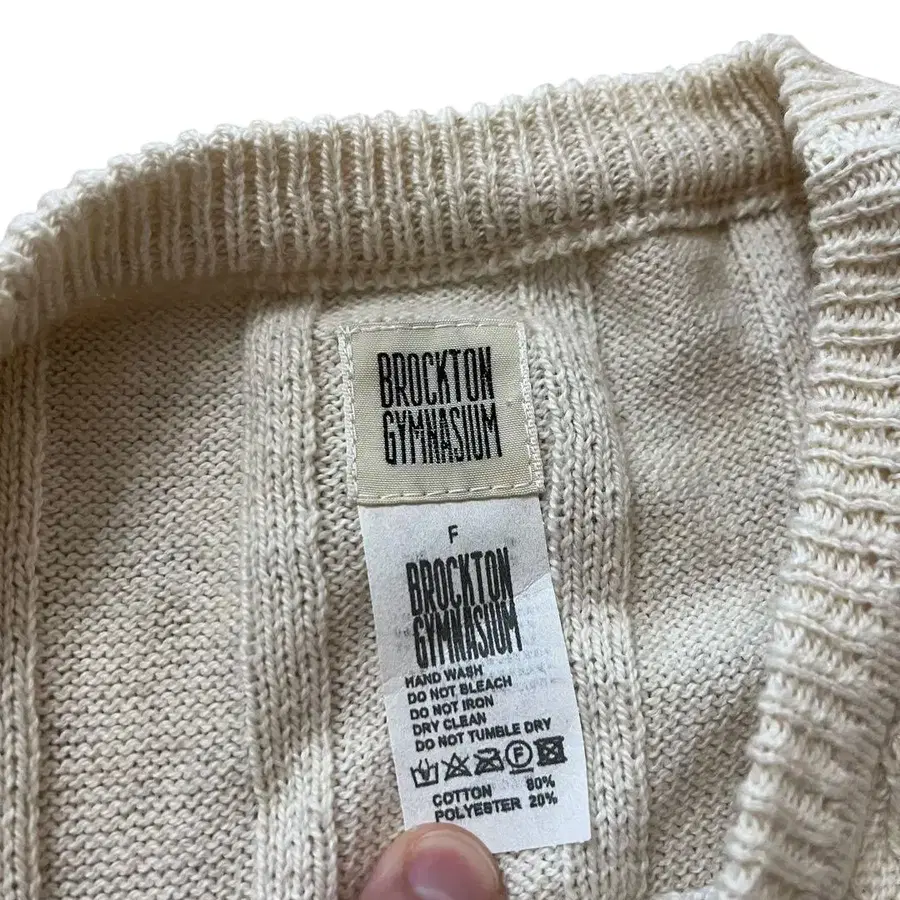 BROCKTON
GYMNASIUM
F
BROCKTON
GYMNASIUM
HAND WASH
DO NOT BLEACH
DO NOT IRON
DRY CLEAN
DO NOT TUMBLE DRY
F
COTTON 80%
POLYESTER 20%